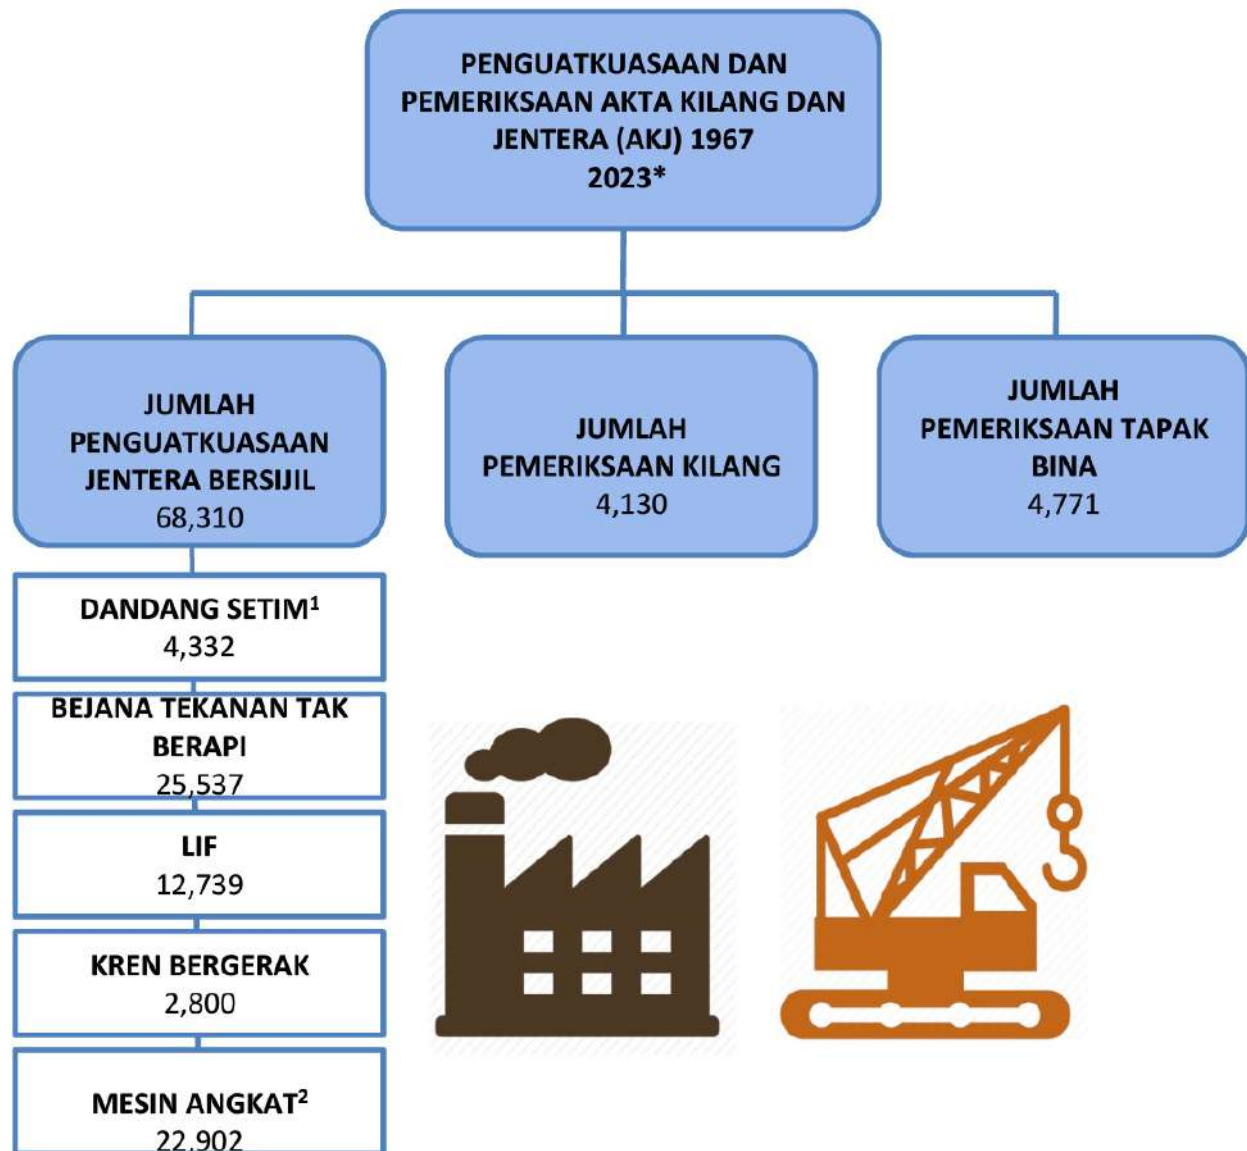 PENGUATKUASAAN DAN
PEMERIKSAAN AKTA KILANG DAN
JENTERA (AKJ) 1967
2023*
JUMLAH
PENGUATKUASAAN
JENTERA BERSIJIL
68,310
JUMLAH
PEMERIKSAAN KILANG
4,130
JUMLAH
PEMERIKSAAN TAPAK
BINA
4,771
DANDANG SETIM¹
4,332
BEJANA TEKANAN TAK
BERAPI
25,537
LIF
12,739
KREN BERGERAK
2,800
MESIN ANGKAT²
22,902